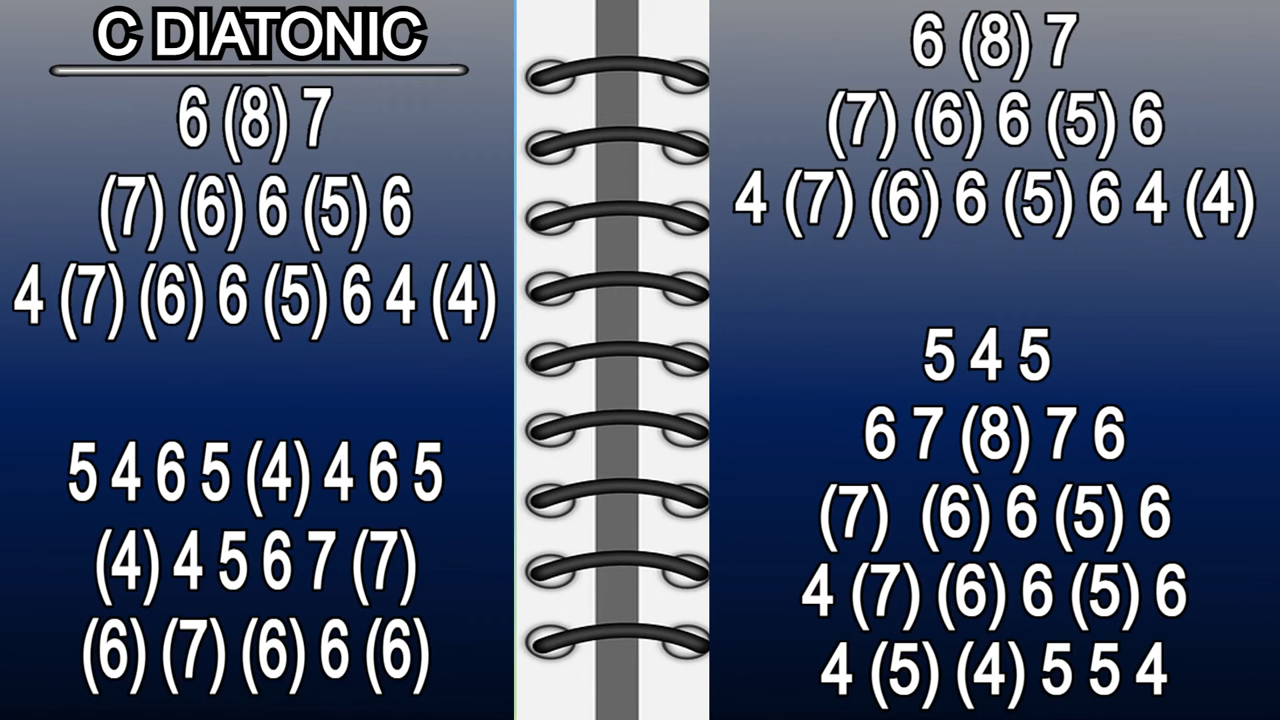 C DIATONIC
6 (8) 7
(7) (6) 6 (5) 6
4 (7) (6) 6 (5) 6 4 (4)
5 4 6 5 (4) 4 6 5
(4) 4 5 6 7 (7)
(6) (7) (6) 6 (6)
6 (8) 7
(7) (6) 6 (5) 6
4 (7) (6) 6 (5) 6 4 (4)
5 4 5
6 7 (8) 7 6
(7) (6) 6 (5) 6
4 (7) (6) 6 (5) 6
4 (5) (4) 5 5 4